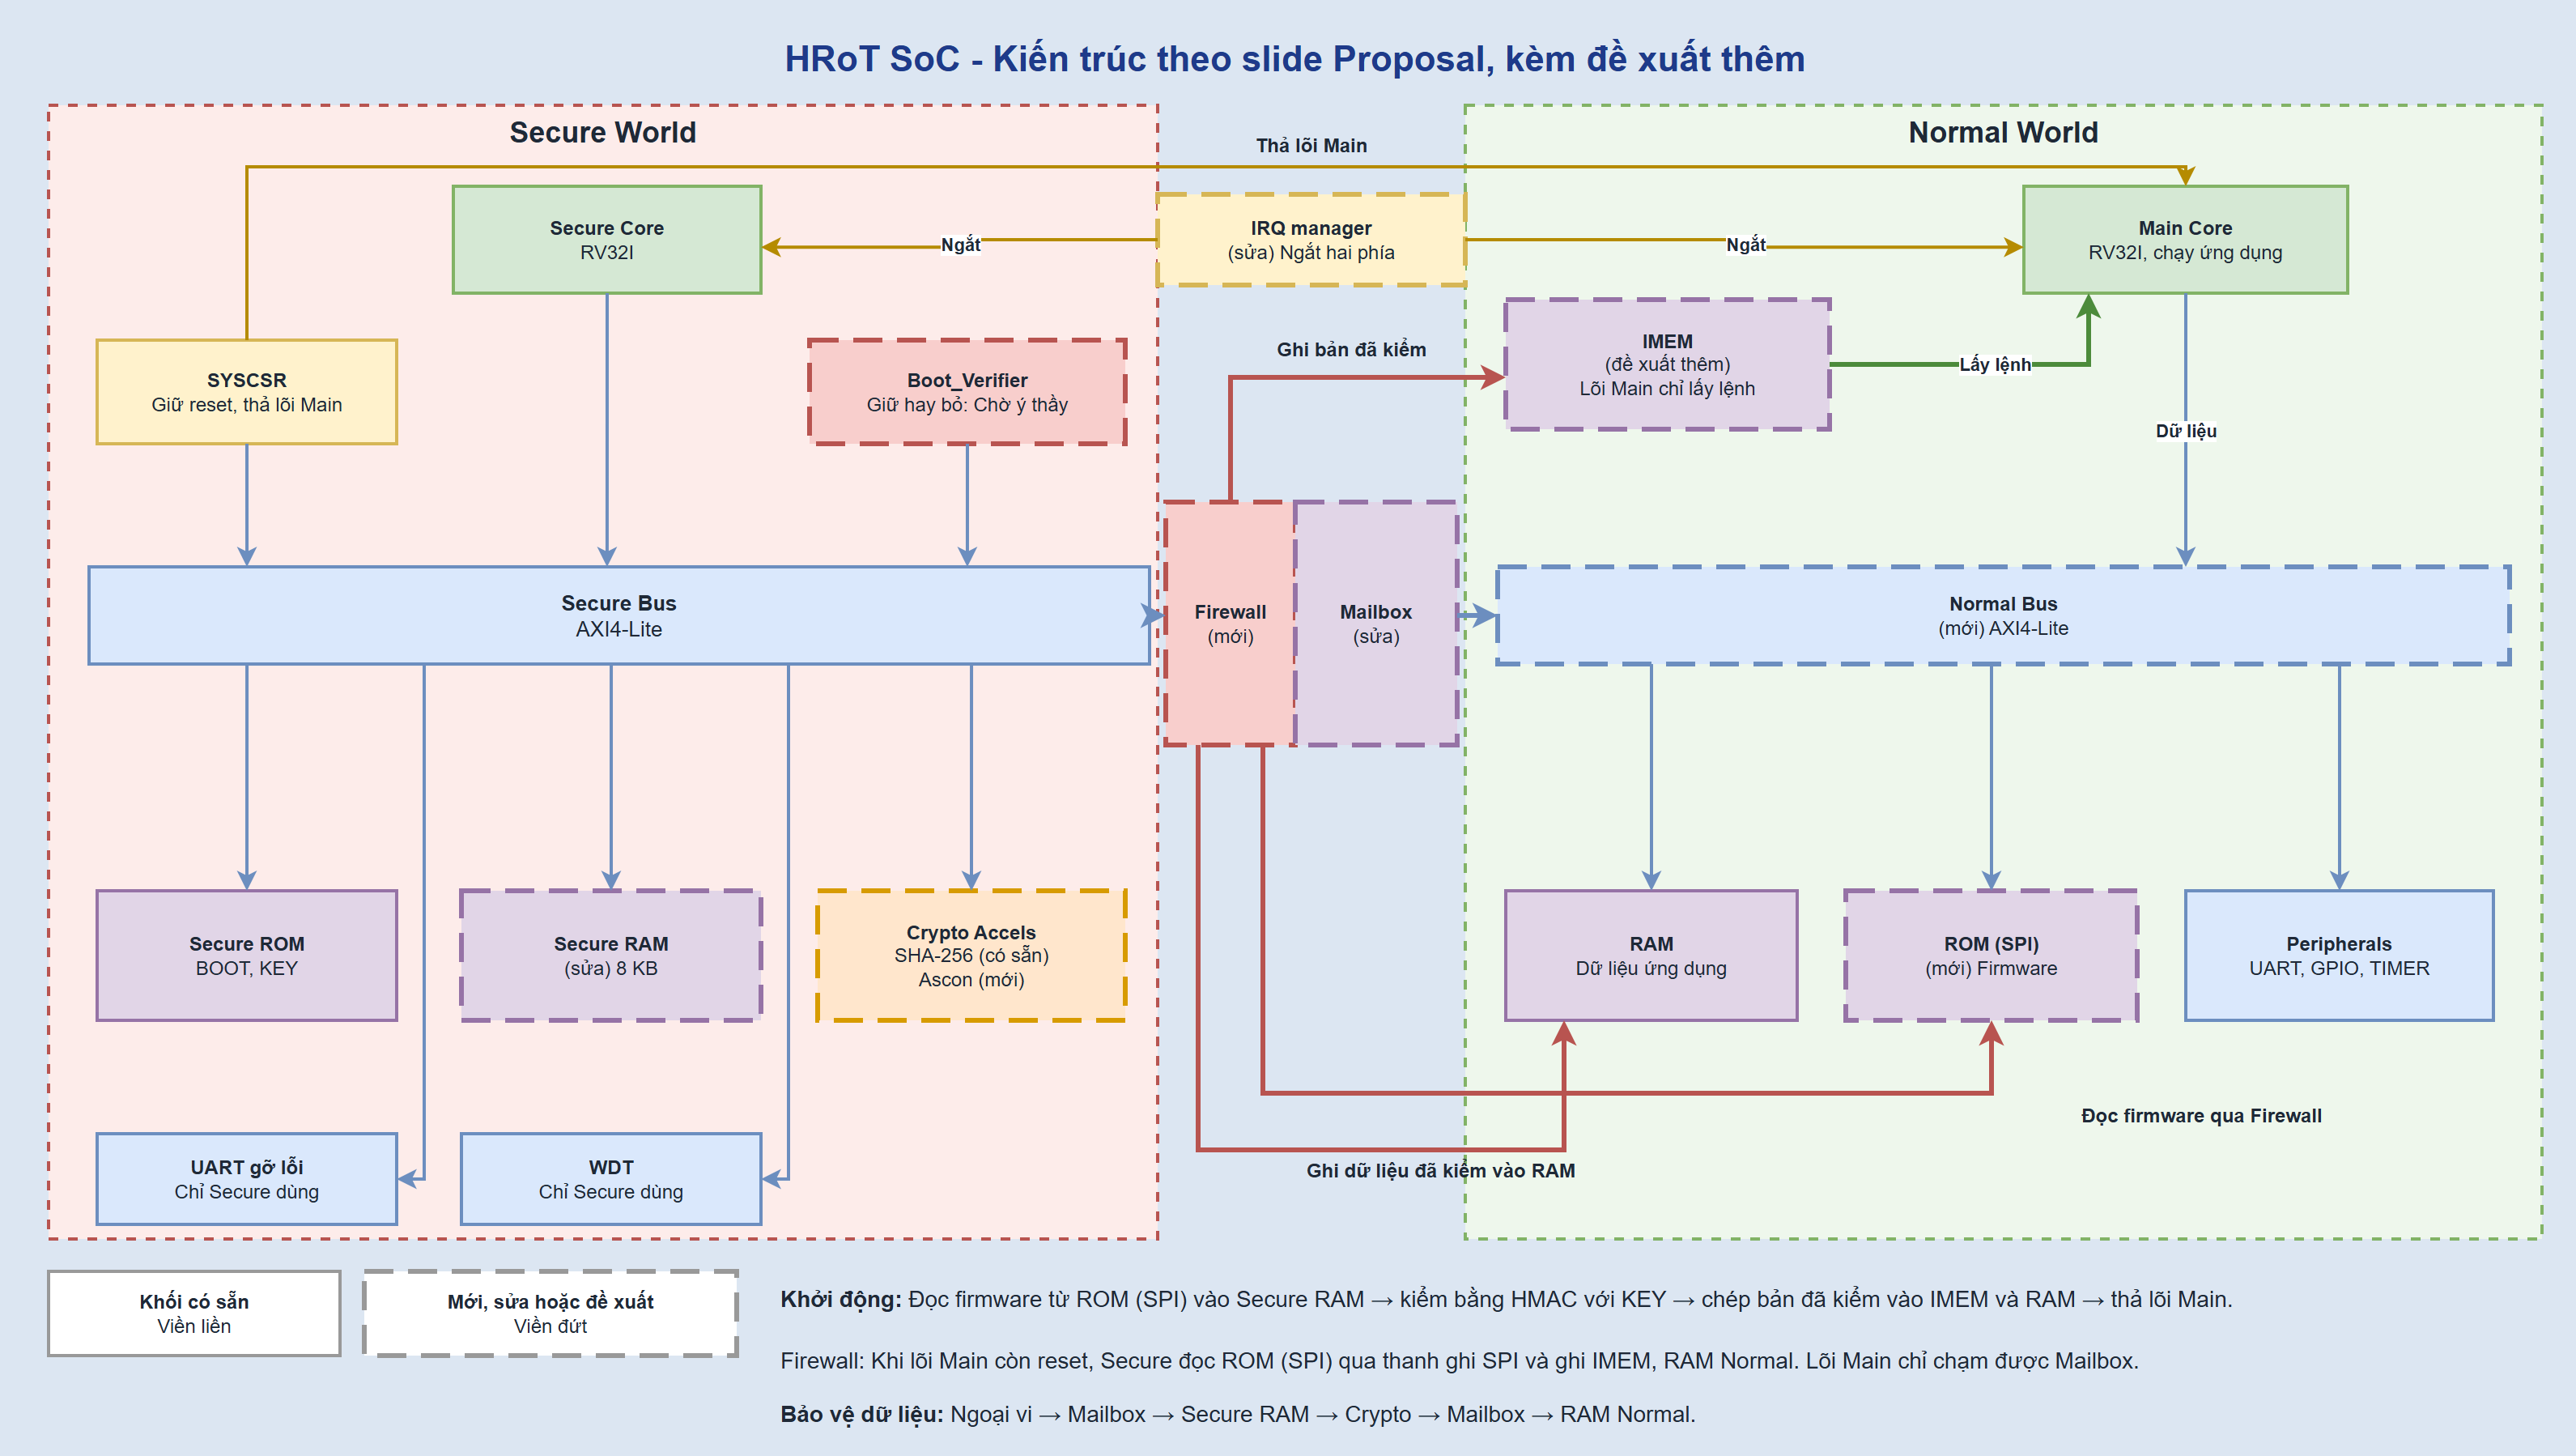 HRoT SoC - Kiến trúc theo slide Proposal, kèm đề xuất thêm
Secure World
Normal World
Thả lõi Main
Secure Core
RV32I
Ngắt
IRQ manager
(sửa) Ngắt hai phía
Ngắt
Main Core
RV32I, chạy ứng dụng
SYSCSR
Giữ reset, thả lõi Main
Boot_Verifier
Giữ hay bỏ: Chờ ý thầy
Ghi bản đã kiểm
IMEM
(đề xuất thêm)
Lõi Main chỉ lấy lệnh
Lấy lệnh
Dữ liệu
Secure Bus
AXI4-Lite
Firewall
(mới)
Mailbox
(sửa)
Normal Bus
(mới) AXI4-Lite
Secure ROM
BOOT, KEY
Secure RAM
(sửa) 8 KB
Crypto Accels
SHA-256 (có sẵn)
Ascon (mới)
RAM
Dữ liệu ứng dụng
ROM (SPI)
(mới) Firmware
Peripherals
UART, GPIO, TIMER
Đọc firmware qua Firewall
UART gỡ lỗi
Chỉ Secure dùng
WDT
Chỉ Secure dùng
Ghi dữ liệu đã kiểm vào RAM
Khối có sẵn
Viền liền
Mới, sửa hoặc đề xuất
Viền đứt
Khởi động: Đọc firmware từ ROM (SPI) vào Secure RAM → kiểm bằng HMAC với KEY → chép bản đã kiểm vào IMEM và RAM → thả lõi Main.
Firewall: Khi lõi Main còn reset, Secure đọc ROM (SPI) qua thanh ghi SPI và ghi IMEM, RAM Normal. Lõi Main chỉ chạm được Mailbox.
Bảo vệ dữ liệu: Ngoại vi → Mailbox → Secure RAM → Crypto → Mailbox → RAM Normal.